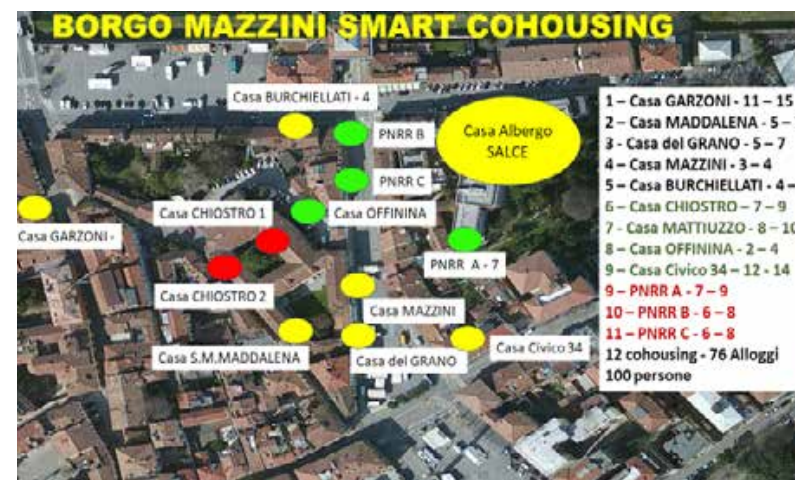 BORGO MAZZINI SMART COHOUSING
Casa BURCHIELLATI - 4
PNRR B
Casa Albergo
SALCE
PNRR C
Casa CHIOSTRO 1
Casa OFFININA
Casa GARZONI -
PNRR A - 7
Casa CHIOSTRO 2
Casa MAZZINI
Casa S.M.MADDALENA
Casa del GRANO
Casa Civico 34
1 – Casa GARZONI - 11 – 15
2 – Casa MADDALENA - 5 –
3 - Casa del GRANO - 5 – 7
4 – Casa MAZZINI - 3 – 4
5 – Casa BURCHIELLATI - 4 –
6 – Casa CHIOSTRO – 7 – 9
7 - Casa MATTIUZZO - 8 – 10
8 – Casa OFFININA - 2 – 4
9 – Casa Civico 34 – 12 - 14
9 – PNRR A - 7 – 9
10 – PNRR B - 6 – 8
11 – PNRR C - 6 – 8
12 cohousing - 76 Alloggi
100 persone